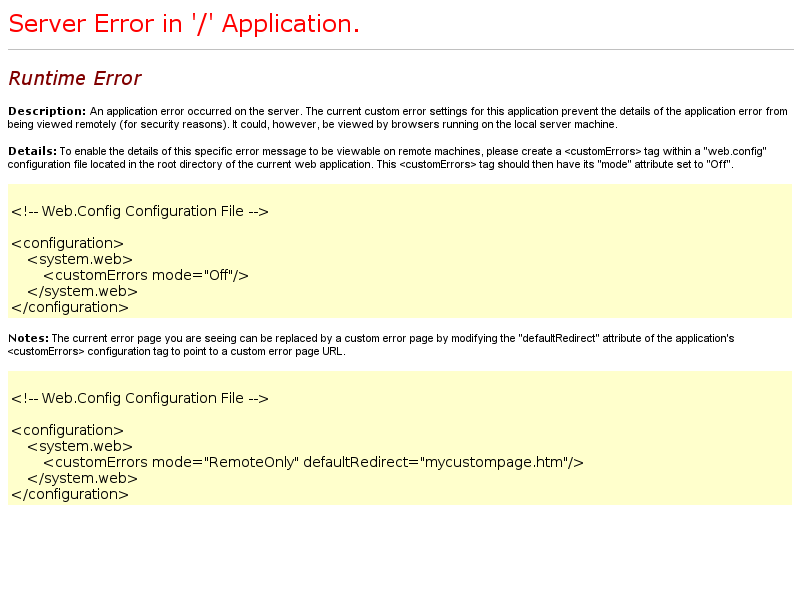 Server Error in '/' Application.
Runtime Error
Description: An application error occurred on the server. The current custom error settings for this application prevent the details of the application error from
being viewed remotely (for security reasons). It could, however, be viewed by browsers running on the local server machine.
Details: To enable the details of this specific error message to be viewable on remote machines, please create a <customErrors> tag within a "web.config"
configuration file located in the root directory of the current web application. This <customErrors> tag should then have its "mode" attribute set to "Off".
<!-- Web.Config Configuration File -->
<configuration>
    <system.web>
        <customErrors mode="Off"/>
    </system.web>
</configuration>
Notes: The current error page you are seeing can be replaced by a custom error page by modifying the "defaultRedirect" attribute of the application's
<customErrors> configuration tag to point to a custom error page URL.
<!-- Web.Config Configuration File -->
<configuration>
    <system.web>
        <customErrors mode="RemoteOnly" defaultRedirect="mycustompage.htm"/>
    </system.web>
</configuration>